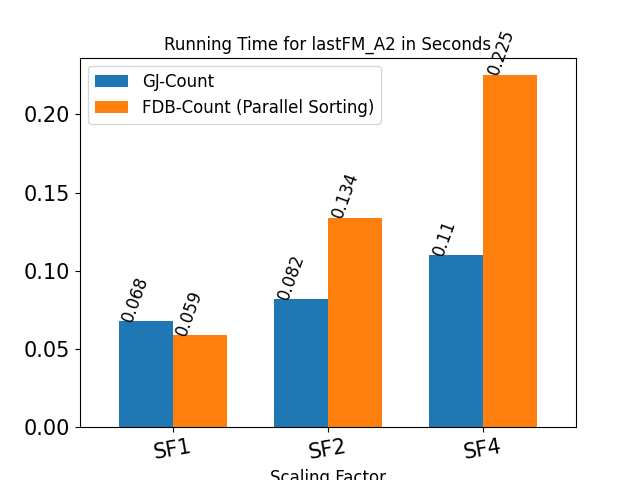 Running Time for lastFM_A2 in Seconds
GJ-Count
FDB-Count (Parallel Sorting)
0.20
0.15
0.10
0.05
0.00
0.068
0.059
0.082
0.134
0.11
0.225
SF1
SF2
SF4
Scaling Factor